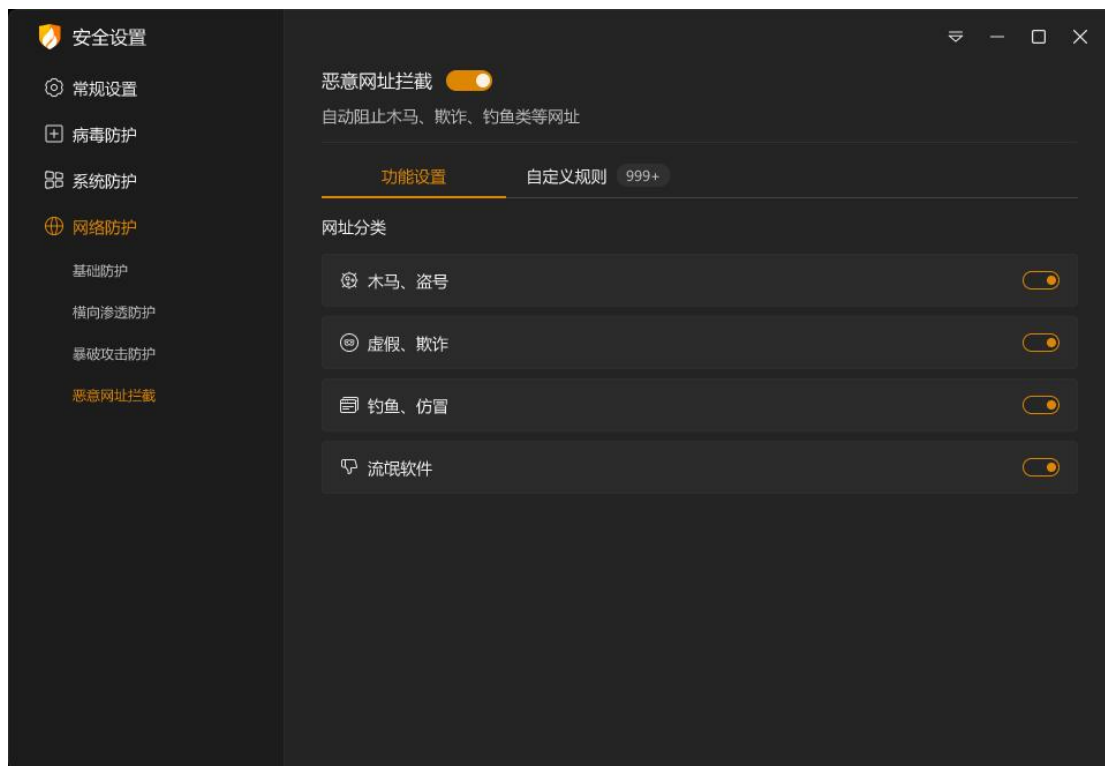 安全设置
常规设置
病毒防护
系统防护
网络防护
基础防护
横向渗透防护
暴破攻击防护
恶意网址拦截
恶意网址拦截
自动阻止木马、欺诈、钓鱼类等网址
功能设置 自定义规则 999+
网址分类
木马、盗号
虚假、欺诈
钓鱼、仿冒
流氓软件